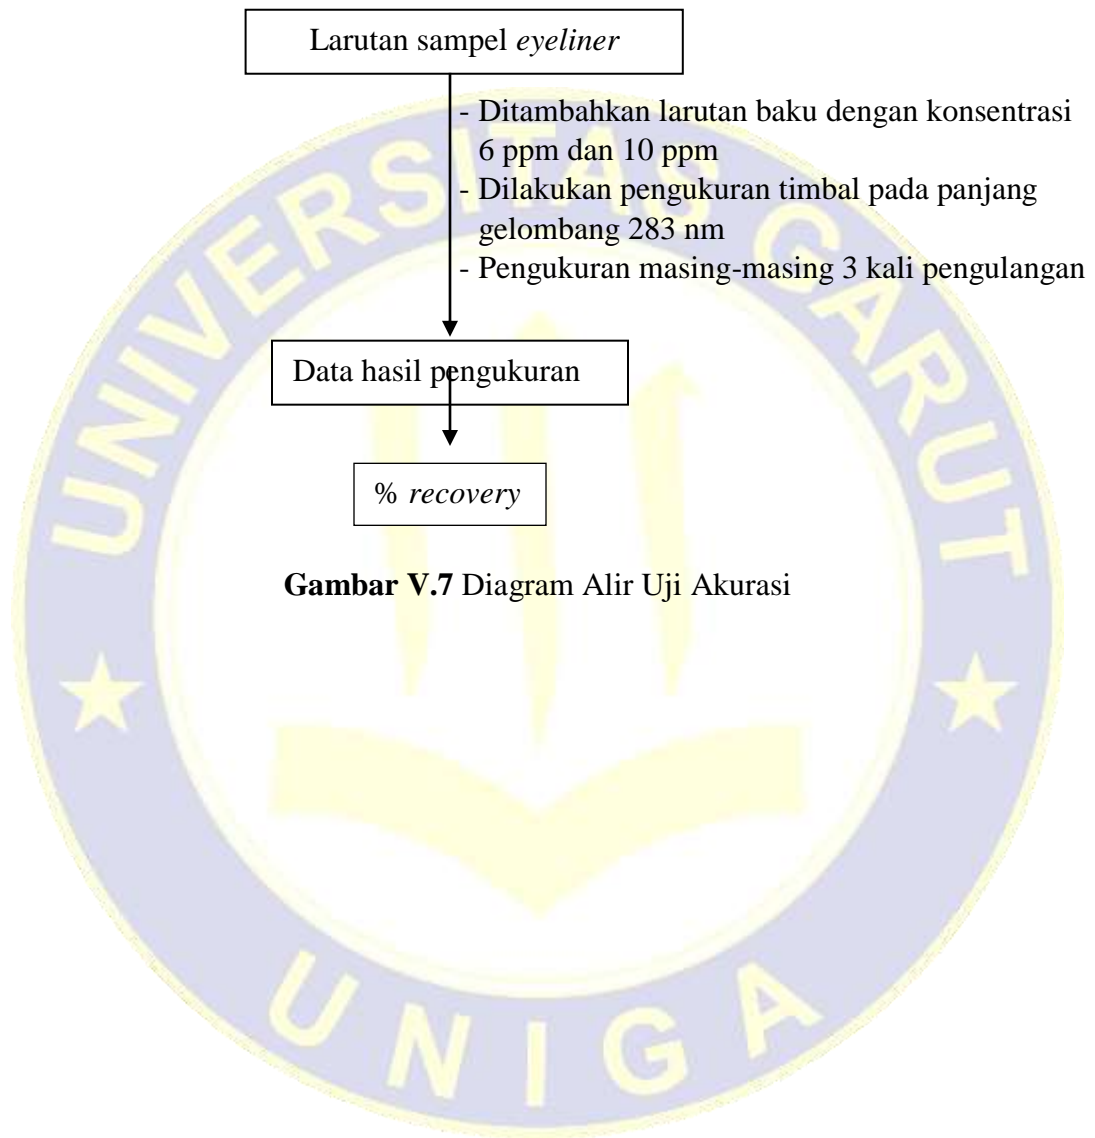 Larutan sampel eyeliner
- Ditambahkan larutan baku dengan konsentrasi
6 ppm dan 10 ppm
- Dilakukan pengukuran timbal pada panjang
gelombang 283 nm
- Pengukuran masing-masing 3 kali pengulangan
Data hasil pengukuran
% recovery
Gambar V.7 Diagram Alir Uji Akurasi
UNIVERSITAS GARUT
UNIGA